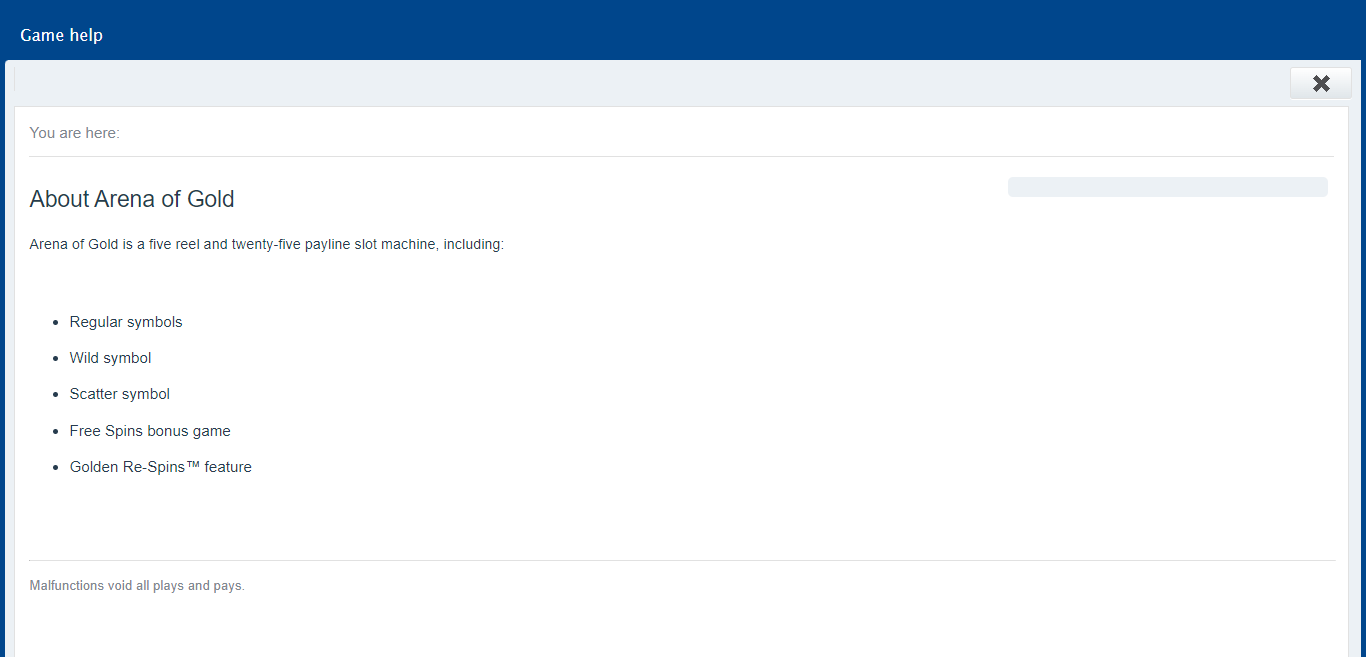 Game help
You are here:
About Arena of Gold
Arena of Gold is a five reel and twenty-five payline slot machine, including:
• Regular symbols
• Wild symbol
• Scatter symbol
• Free Spins bonus game
• Golden Re-Spins™ feature
Malfunctions void all plays and pays.